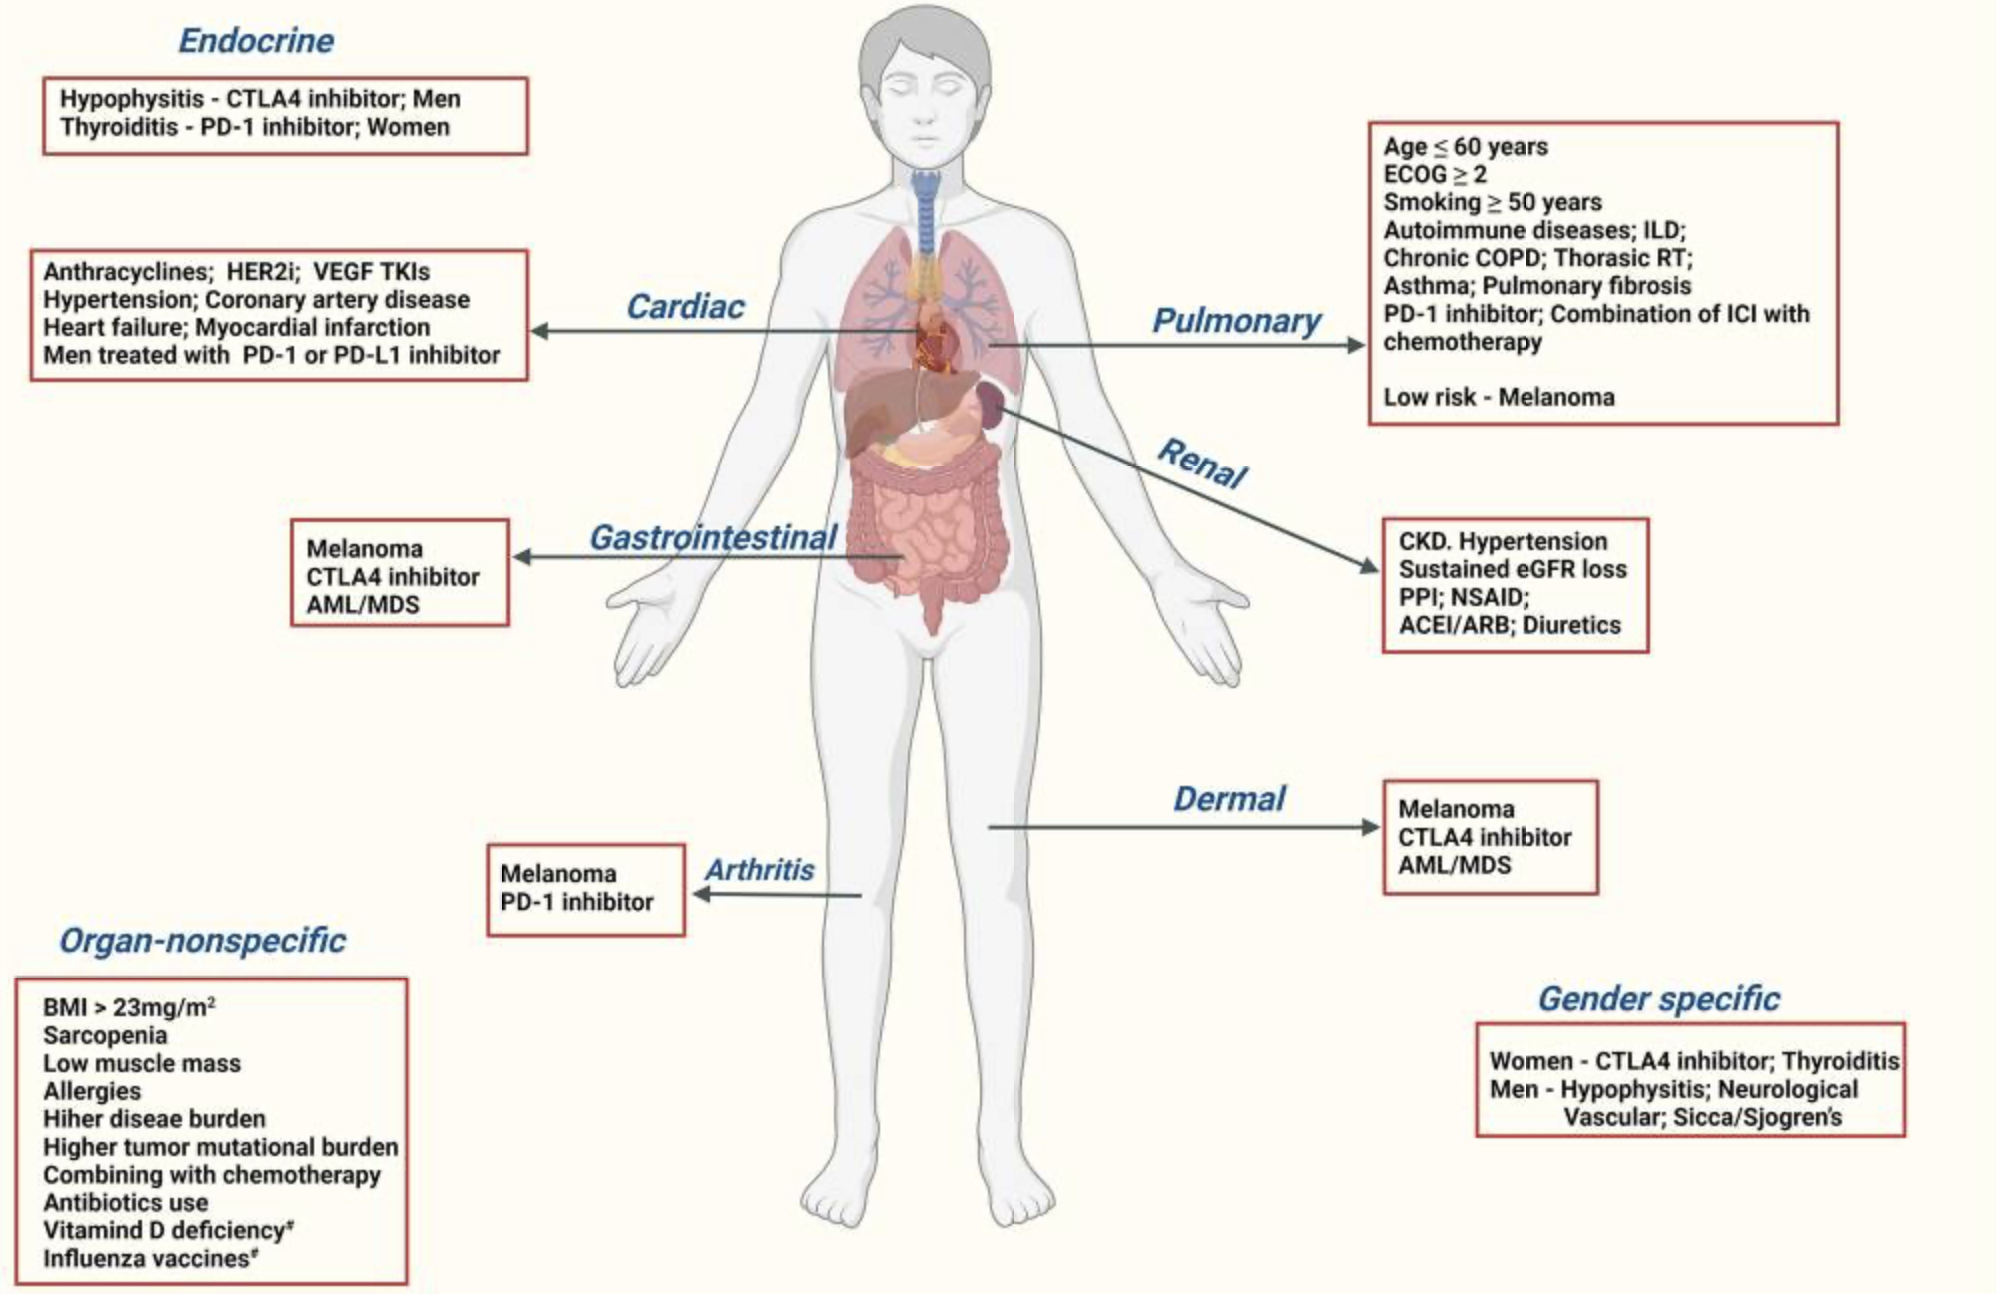 Endocrine
Hypophysitis - CTLA4 inhibitor; Men
Thyroiditis - PD-1 inhibitor; Women
Cardiac
Anthracyclines; HER2i; VEGF TKIs
Hypertension; Coronary artery disease
Heart failure; Myocardial infarction
Men treated with PD-1 or PD-L1 inhibitor
Pulmonary
Age ≤ 60 years
ECOG ≥ 2
Smoking ≥ 50 years
Autoimmune diseases; ILD;
Chronic COPD; Thorasic RT;
Asthma; Pulmonary fibrosis
PD-1 inhibitor; Combination of ICI with
chemotherapy
Low risk - Melanoma
Renal
CKD. Hypertension
Sustained eGFR loss
PPI; NSAID;
ACEI/ARB; Diuretics
Gastrointestinal
Melanoma
CTLA4 inhibitor
AML/MDS
Dermal
Melanoma
CTLA4 inhibitor
AML/MDS
Arthritis
Melanoma
PD-1 inhibitor
Organ-nonspecific
BMI > 23mg/m²
Sarcopenia
Low muscle mass
Allergies
Hiher diseae burden
Higher tumor mutational burden
Combining with chemotherapy
Antibiotics use
Vitamind D deficiency#
Influenza vaccines#
Gender specific
Women - CTLA4 inhibitor; Thyroiditis
Men - Hypophysitis; Neurological
Vascular; Sicca/Sjogren's